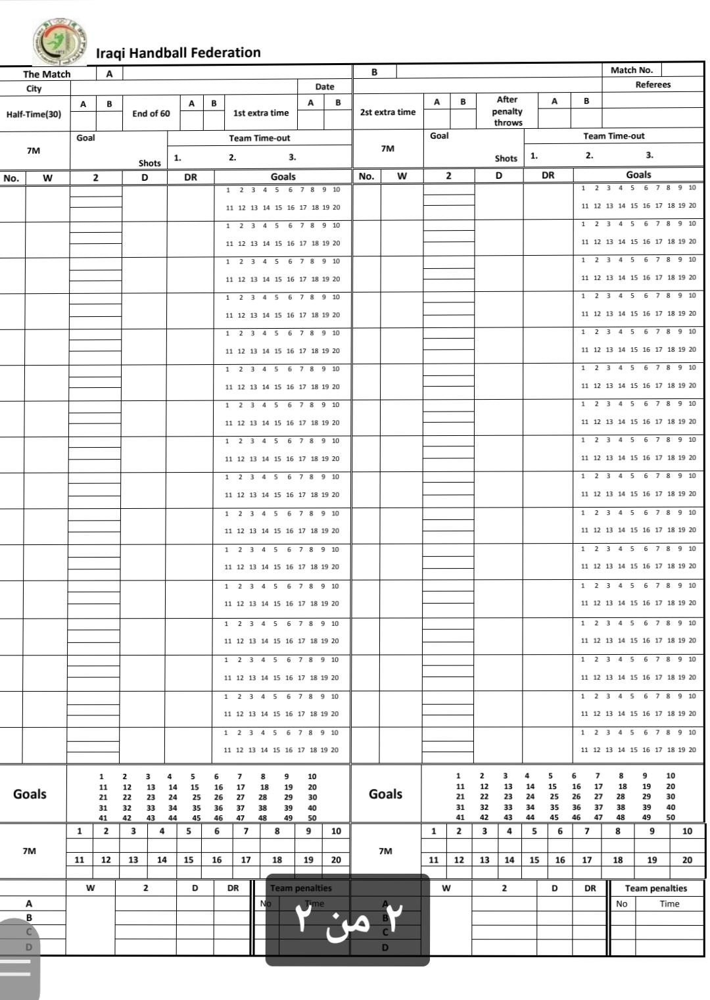 Iraqi Handball Federation
The Match A B Match No.
City Date Referees
Half-Time(30) A B End of 60 A B 1st extra time A B 2st extra time A B After penalty throws A B
7M Goal Shots Team Time-out 1. 2. 3. 7M Goal Shots Team Time-out 1. 2. 3.
No. W 2 D DR Goals No. W 2 D DR Goals
1 2 3 4 5 6 7 8 9 10 1 2 3 4 5 6 7 8 9 10
11 12 13 14 15 16 17 18 19 20 11 12 13 14 15 16 17 18 19 20
1 2 3 4 5 6 7 8 9 10 1 2 3 4 5 6 7 8 9 10
11 12 13 14 15 16 17 18 19 20 11 12 13 14 15 16 17 18 19 20
1 2 3 4 5 6 7 8 9 10 1 2 3 4 5 6 7 8 9 10
11 12 13 14 15 16 17 18 19 20 11 12 13 14 15 16 17 18 19 20
1 2 3 4 5 6 7 8 9 10 1 2 3 4 5 6 7 8 9 10
11 12 13 14 15 16 17 18 19 20 11 12 13 14 15 16 17 18 19 20
1 2 3 4 5 6 7 8 9 10 1 2 3 4 5 6 7 8 9 10
11 12 13 14 15 16 17 18 19 20 11 12 13 14 15 16 17 18 19 20
1 2 3 4 5 6 7 8 9 10 1 2 3 4 5 6 7 8 9 10
11 12 13 14 15 16 17 18 19 20 11 12 13 14 15 16 17 18 19 20
1 2 3 4 5 6 7 8 9 10 1 2 3 4 5 6 7 8 9 10
11 12 13 14 15 16 17 18 19 20 11 12 13 14 15 16 17 18 19 20
1 2 3 4 5 6 7 8 9 10 1 2 3 4 5 6 7 8 9 10
11 12 13 14 15 16 17 18 19 20 11 12 13 14 15 16 17 18 19 20
1 2 3 4 5 6 7 8 9 10 1 2 3 4 5 6 7 8 9 10
11 12 13 14 15 16 17 18 19 20 11 12 13 14 15 16 17 18 19 20
1 2 3 4 5 6 7 8 9 10 1 2 3 4 5 6 7 8 9 10
11 12 13 14 15 16 17 18 19 20 11 12 13 14 15 16 17 18 19 20
1 2 3 4 5 6 7 8 9 10 1 2 3 4 5 6 7 8 9 10
11 12 13 14 15 16 17 18 19 20 11 12 13 14 15 16 17 18 19 20
1 2 3 4 5 6 7 8 9 10 1 2 3 4 5 6 7 8 9 10
11 12 13 14 15 16 17 18 19 20 11 12 13 14 15 16 17 18 19 20
1 2 3 4 5 6 7 8 9 10 1 2 3 4 5 6 7 8 9 10
11 12 13 14 15 16 17 18 19 20 11 12 13 14 15 16 17 18 19 20
1 2 3 4 5 6 7 8 9 10 1 2 3 4 5 6 7 8 9 10
11 12 13 14 15 16 17 18 19 20 11 12 13 14 15 16 17 18 19 20
1 2 3 4 5 6 7 8 9 10 1 2 3 4 5 6 7 8 9 10
11 12 13 14 15 16 17 18 19 20 11 12 13 14 15 16 17 18 19 20
1 2 3 4 5 6 7 8 9 10 1 2 3 4 5 6 7 8 9 10
11 12 13 14 15 16 17 18 19 20 11 12 13 14 15 16 17 18 19 20
1 2 3 4 5 6 7 8 9 10 1 2 3 4 5 6 7 8 9 10
11 12 13 14 15 16 17 18 19 20 11 12 13 14 15 16 17 18 19 20
Goals 21 22 23 24 25 26 27 28 29 30 Goals 21 22 23 24 25 26 27 28 29 30
31 32 33 34 35 36 37 38 39 40 31 32 33 34 35 36 37 38 39 40
41 42 43 44 45 46 47 48 49 50 41 42 43 44 45 46 47 48 49 50
1 2 3 4 5 6 7 8 9 10 1 2 3 4 5 6 7 8 9 10
7M 7M
11 12 13 14 15 16 17 18 19 20 11 12 13 14 15 16 17 18 19 20
W 2 D DR Team penalties W 2 D DR Team penalties
A No Time A No Time
B B
C C
D D
٢ من ٢